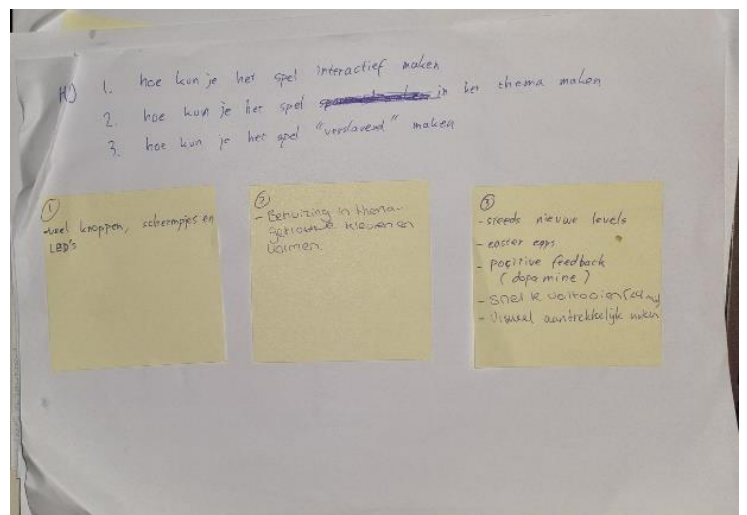 H) 1. hoe kun je het spel interactief maken
2. hoe kun je het spel in het thema maken
3. hoe kun je het spel "verslavend" maken
①
-veel knoppen, schermpjes en
LED's
②
- Behuizing in thema-
getrouwe kleuren en
vormen.
③
- steeds nieuwe levels
- easter eggs
- positive feedback
(dopamine)
- snel te voltooien
- Visueel aantrekkelijk maken